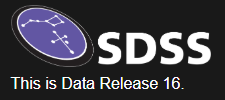 SDSS
This is Data Release 16.